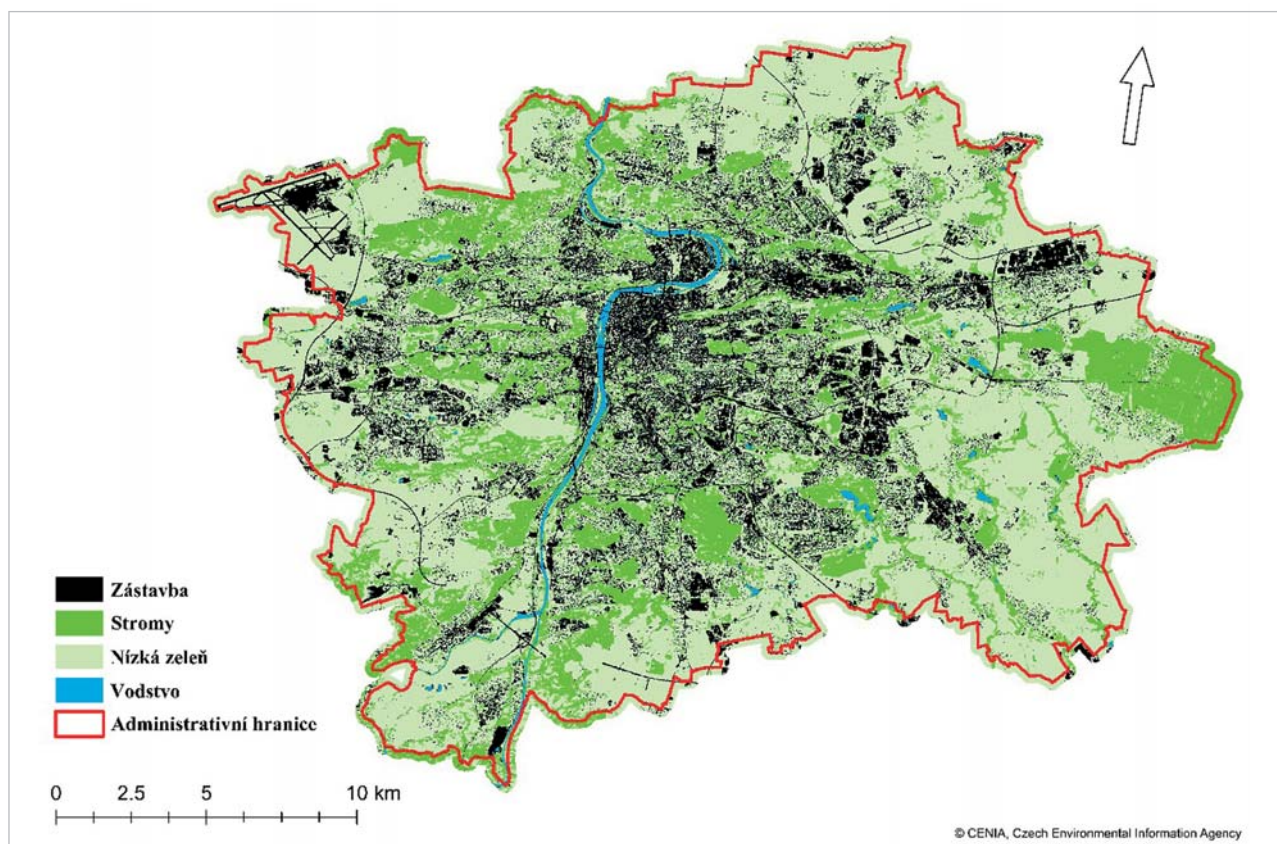 Zástavba
Stromy
Nízká zeleň
Vodstvo
Administrativní hranice
0 2.5 5 10 km
© CENIA, Czech Environmental Information Agency